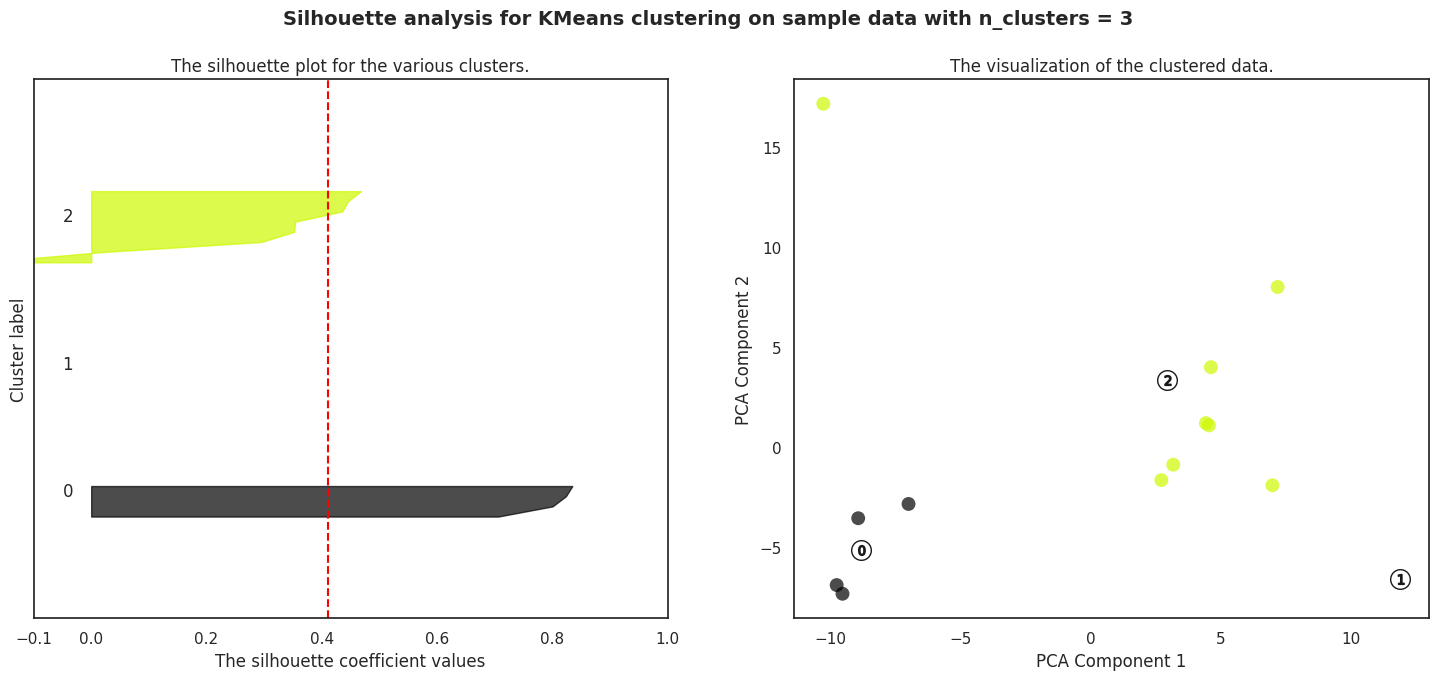 Silhouette analysis for KMeans clustering on sample data with n_clusters = 3
The silhouette plot for the various clusters.
2
1
0
Cluster label
−0.1 0.0 0.2 0.4 0.6 0.8 1.0
The silhouette coefficient values
The visualization of the clustered data.
15
10
5
0
−5
PCA Component 2
2
0
1
−10 −5 0 5 10
PCA Component 1